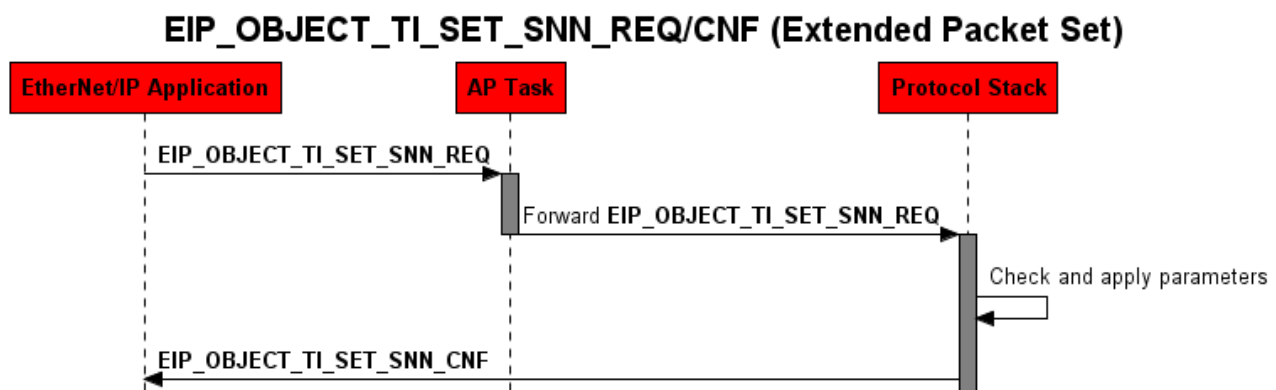 EIP_OBJECT_TI_SET_SNN_REQ/CNF (Extended Packet Set)
EtherNet/IP Application
AP Task
Protocol Stack
EIP_OBJECT_TI_SET_SNN_REQ
Forward EIP_OBJECT_TI_SET_SNN_REQ
Check and apply parameters
EIP_OBJECT_TI_SET_SNN_CNF